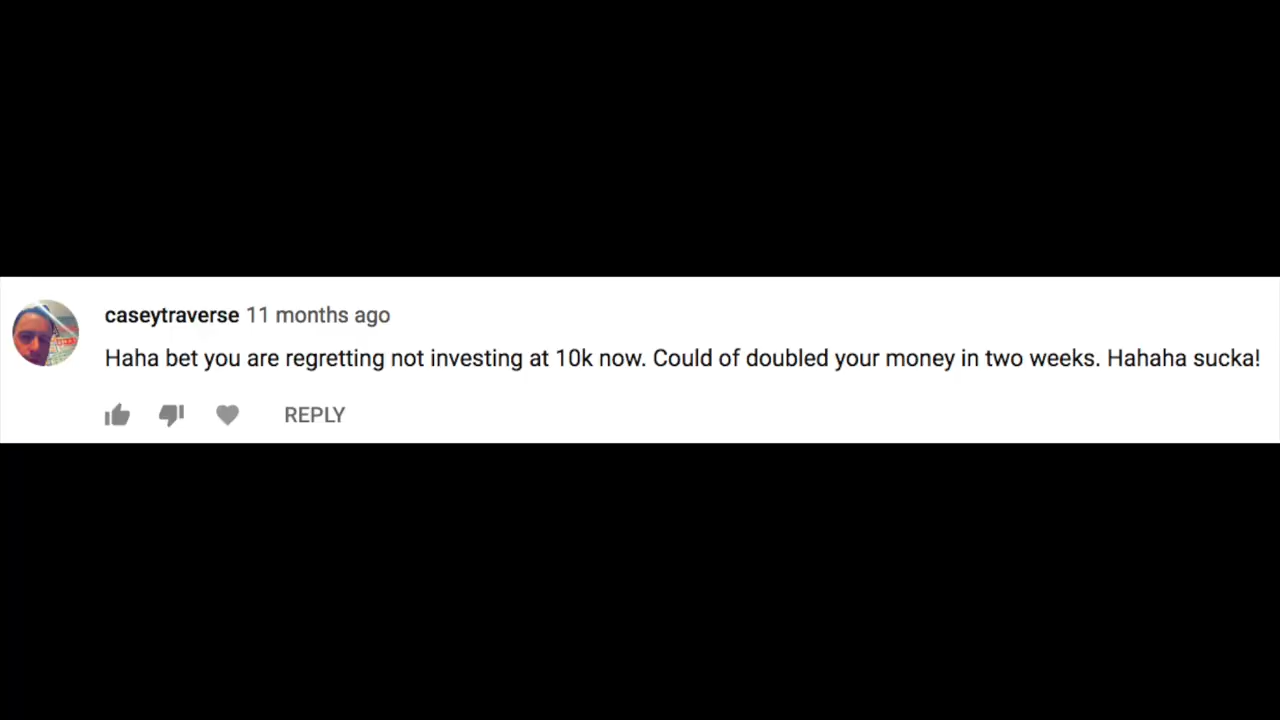 caseytraverse 11 months ago
Haha bet you are regretting not investing at 10k now. Could of doubled your money in two weeks. Hahaha sucka!
REPLY